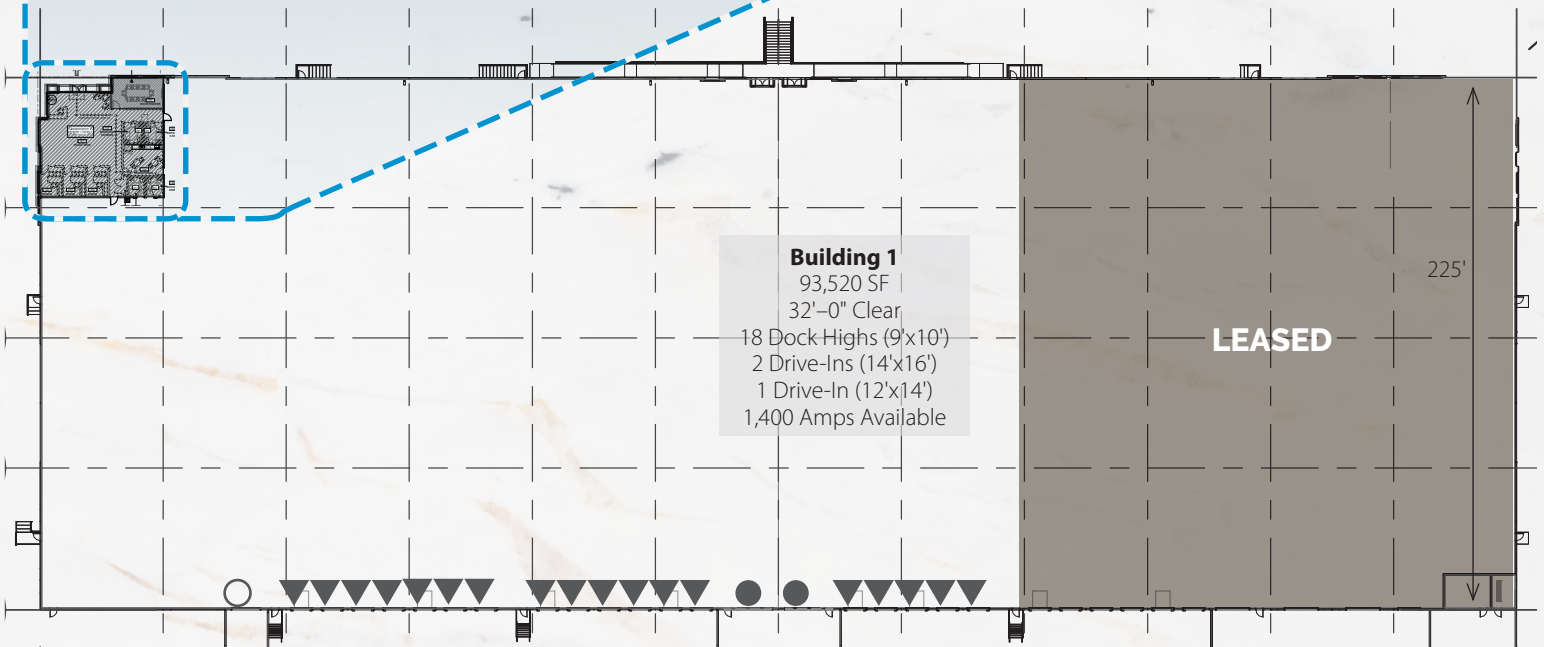 Building 1
93,520 SF
32'–0" Clear
18 Dock Highs (9'x10')
2 Drive-Ins (14'x16')
1 Drive-In (12'x14')
1,400 Amps Available
LEASED
225'